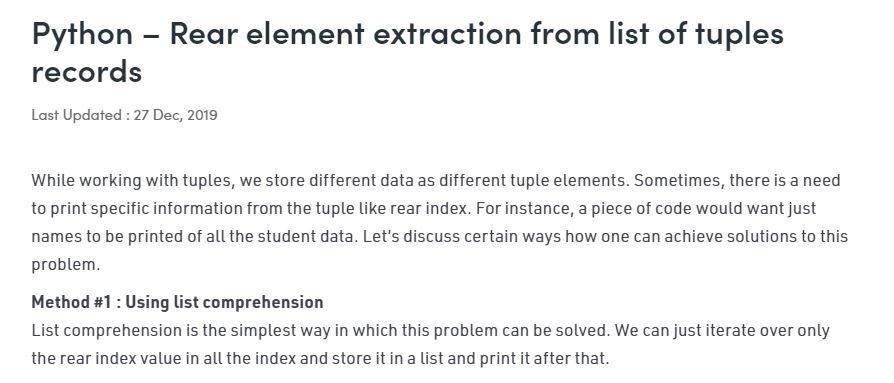 Python – Rear element extraction from list of tuples
records
Last Updated : 27 Dec, 2019
While working with tuples, we store different data as different tuple elements. Sometimes, there is a need
to print specific information from the tuple like rear index. For instance, a piece of code would want just
names to be printed of all the student data. Let's discuss certain ways how one can achieve solutions to this
problem.
Method #1 : Using list comprehension
List comprehension is the simplest way in which this problem can be solved. We can just iterate over only
the rear index value in all the index and store it in a list and print it after that.